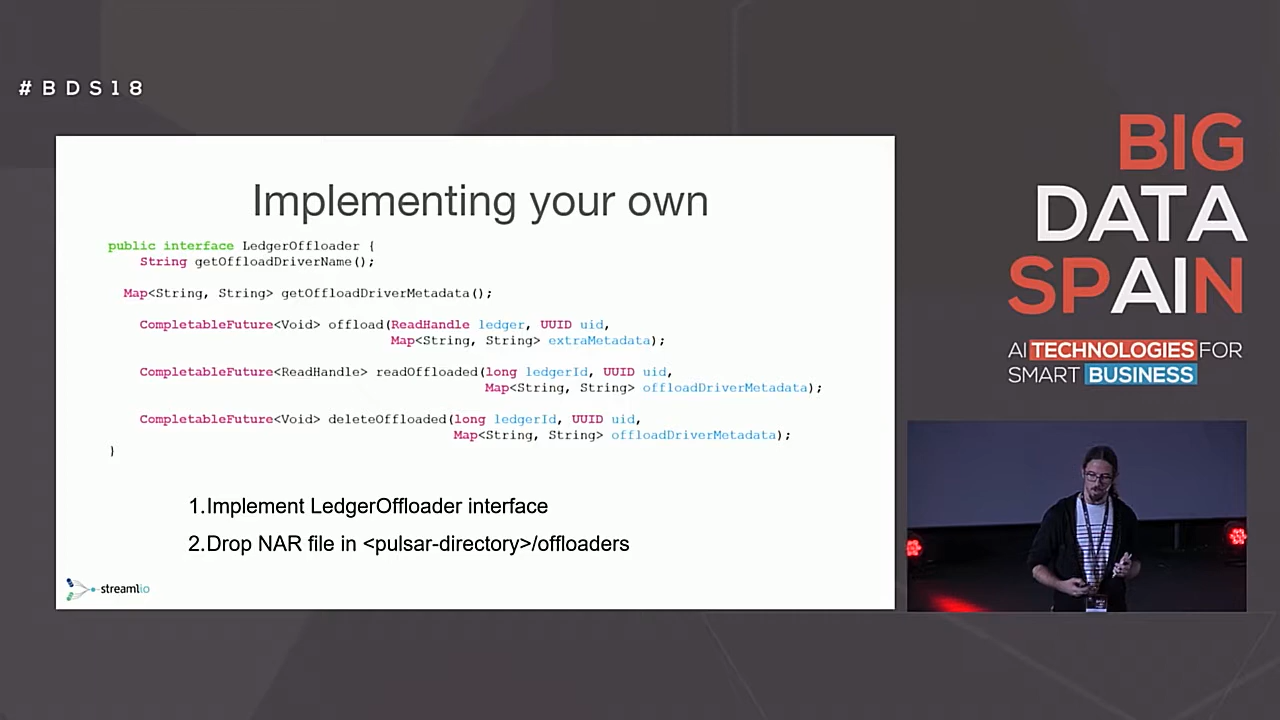 #BDS18
Implementing your own
public interface LedgerOffloader {
String getOffloadDriverName();
Map<String, String> getOffloadDriverMetadata();
CompletableFuture<Void> offload(ReadHandle ledger, UUID uid,
Map<String, String> extraMetadata);
CompletableFuture<ReadHandle> readOffloaded(long ledgerId, UUID uid,
Map<String, String> offloadDriverMetadata);
CompletableFuture<Void> deleteOffloaded(long ledgerId, UUID uid,
Map<String, String> offloadDriverMetadata);
}
1.Implement LedgerOffloader interface
2.Drop NAR file in <pulsar-directory>/offloaders
streamlio
BIG
DATA
SPAIN
AI TECHNOLOGIES FOR
SMART BUSINESS